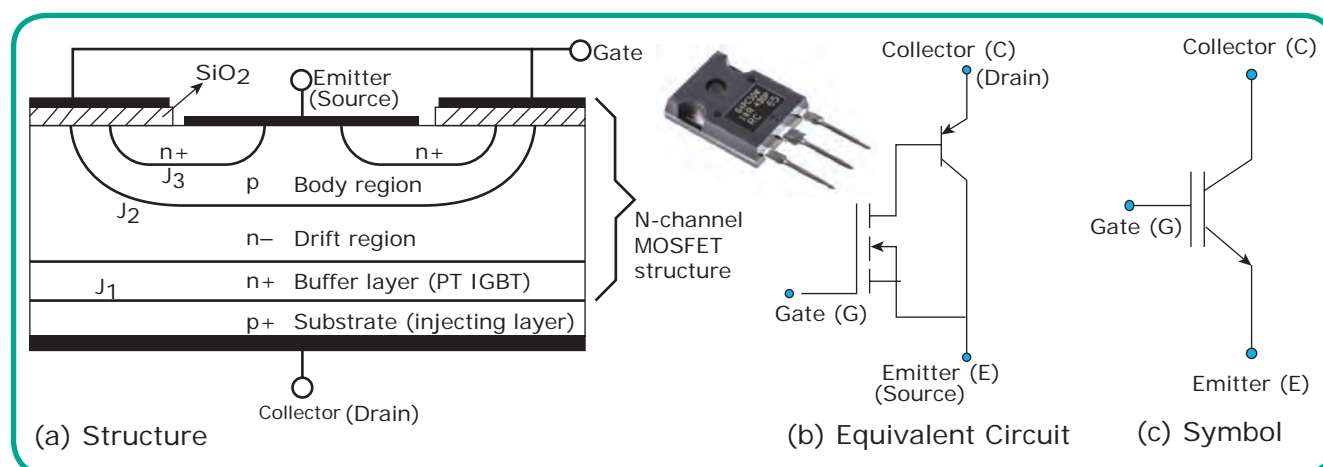 Gate
SiO2
Emitter
(Source)
n+
n+
J3
p Body region
J2
n– Drift region
N-channel
MOSFET
structure
J1
n+ Buffer layer (PT IGBT)
p+ Substrate (injecting layer)
Collector (Drain)
(a) Structure
Collector (C)
(Drain)
Gate (G)
Emitter (E)
(Source)
(b) Equivalent Circuit
Collector (C)
Gate (G)
Emitter (E)
(c) Symbol